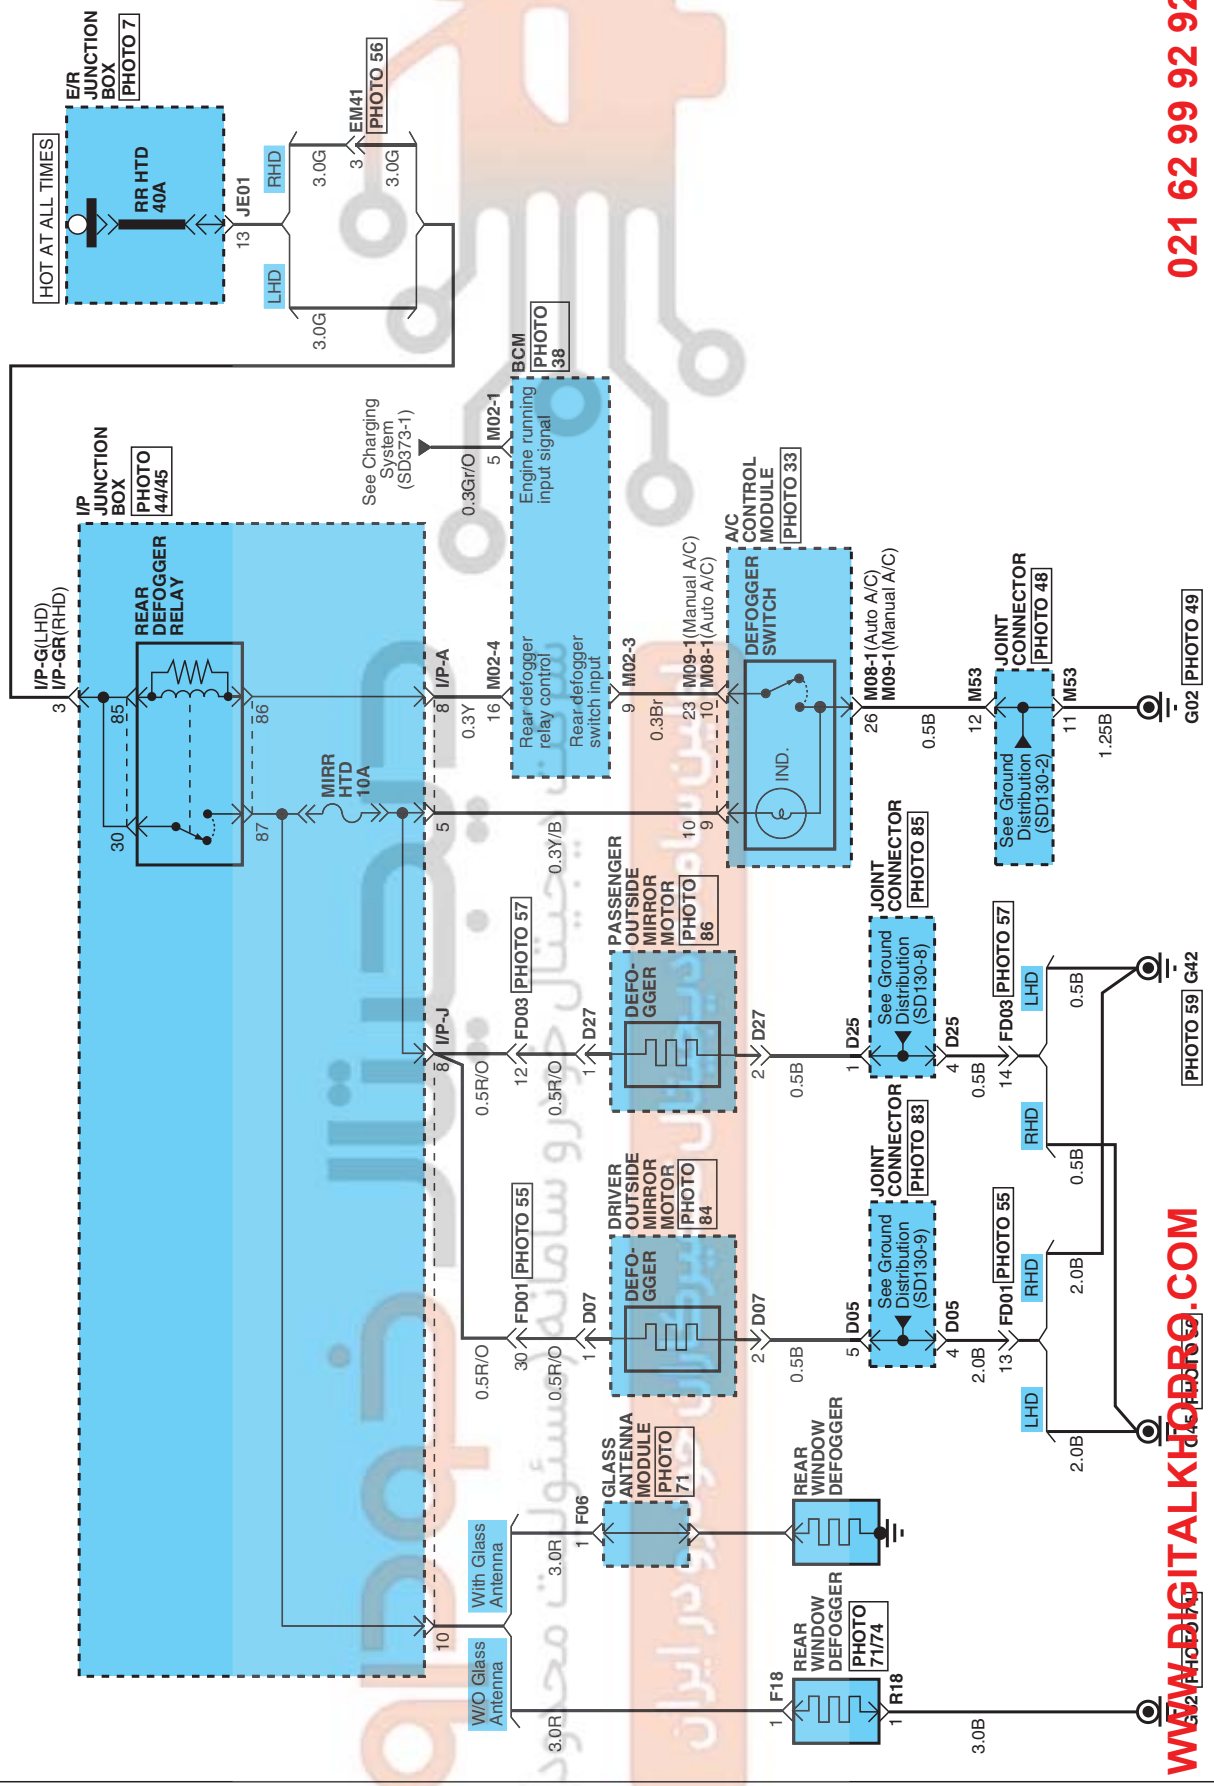 HOT AT ALL TIMES
E/R
JUNCTION
BOX
PHOTO 7
RR HTD
40A
13
JE01
LHD
RHD
3.0G
3.0G
3
EM41
PHOTO 56
3.0G
I/P-G(LHD)
I/P-GR(RHD)
3
I/P
JUNCTION
BOX
PHOTO
44/45
REAR
DEFOGGER
RELAY
30
85
87
86
MIRR
HTD
10A
10
8
I/P-J
5
8
I/P-A
0.3Y
0.3Y/B
See Charging
System
(SD373-1)
0.3Gr/O
5
M02-1
16
M02-4
BCM
PHOTO
38
Engine running
input signal
Rear defogger
relay control
Rear defogger
switch input
9
M02-3
0.3Br
23
M09-1(Manual A/C)
10
M08-1(Auto A/C)
10
9
A/C
CONTROL
MODULE
PHOTO 33
DEFOGGER
SWITCH
IND.
26
M08-1(Auto A/C)
M09-1(Manual A/C)
0.5B
12
M53
JOINT
CONNECTOR
PHOTO 48
See Ground
Distribution
(SD130-2)
11
M53
1.25B
G02
PHOTO 49
0.5R/O
12
FD03
PHOTO 57
0.5R/O
1
D27
PASSENGER
OUTSIDE
MIRROR
MOTOR
PHOTO
86
DEFO-
GGER
2
D27
0.5B
1
D25
JOINT
CONNECTOR
PHOTO 85
See Ground
Distribution
(SD130-8)
4
D25
0.5B
14
FD03
PHOTO 57
RHD
LHD
0.5B
0.5B
PHOTO 59
G42
0.5R/O
30
FD01
PHOTO 55
0.5R/O
1
D07
DRIVER
OUTSIDE
MIRROR
MOTOR
PHOTO
84
DEFO-
GGER
2
D07
0.5B
5
D05
JOINT
CONNECTOR
PHOTO 83
See Ground
Distribution
(SD130-9)
4
D05
2.0B
13
FD01
PHOTO 55
LHD
RHD
2.0B
2.0B
W/O Glass
Antenna
With Glass
Antenna
3.0R
3.0R
1
F06
GLASS
ANTENNA
MODULE
PHOTO
71
REAR
WINDOW
DEFOGGER
1
F18
REAR
WINDOW
DEFOGGER
PHOTO
71/74
1
R18
3.0B
WWW.DIGITALKHODRO.COM
021 62 99 92 92